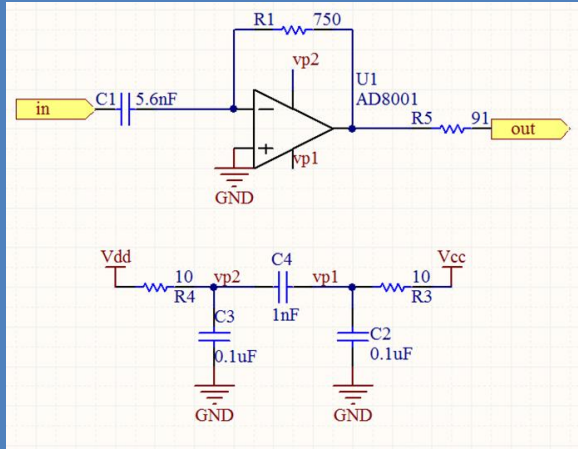 R1 750
vp2
U1
AD8001
in
C1 5.6nF
R5 91
out
vp1
GND
Vdd
C4
Vcc
10 vp2
vp1 10
R4
R3
C3
1nF
C2
0.1uF
0.1uF
GND
GND